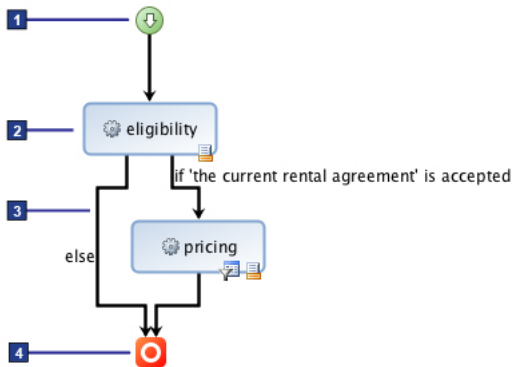 1
2
eligibility
if 'the current rental agreement' is accepted
3
pricing
else
4